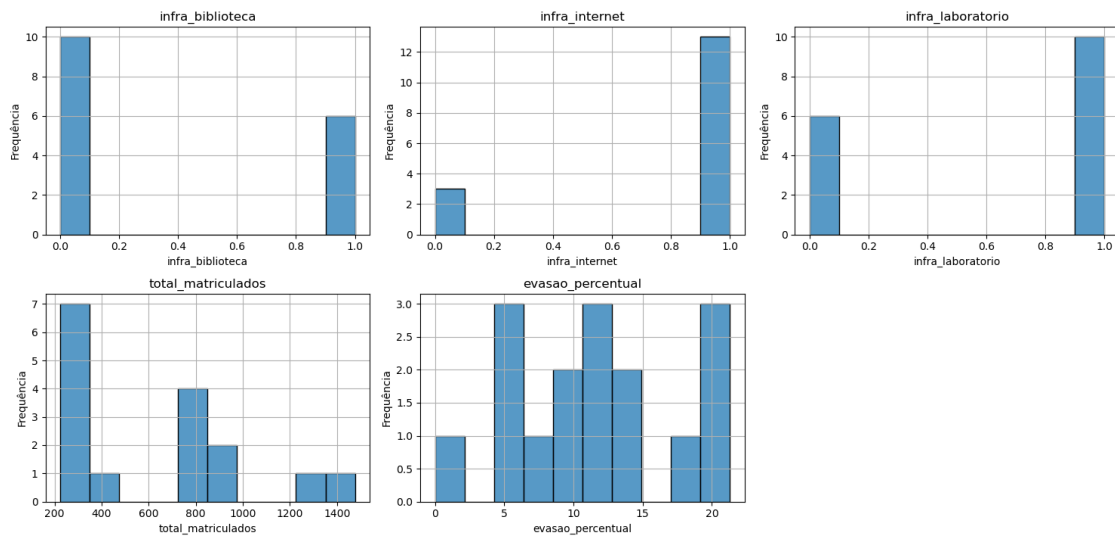 infra_biblioteca
Frequência
10
8
6
4
2
0
0.0 0.2 0.4 0.6 0.8 1.0
infra_biblioteca
infra_internet
Frequência
12
10
8
6
4
2
0
0.0 0.2 0.4 0.6 0.8 1.0
infra_internet
infra_laboratorio
Frequência
10
8
6
4
2
0
0.0 0.2 0.4 0.6 0.8 1.0
infra_laboratorio
total_matriculados
Frequência
7
6
5
4
3
2
1
0
200 400 600 800 1000 1200 1400
total_matriculados
evasao_percentual
Frequência
3.0
2.5
2.0
1.5
1.0
0.5
0.0
0 5 10 15 20
evasao_percentual